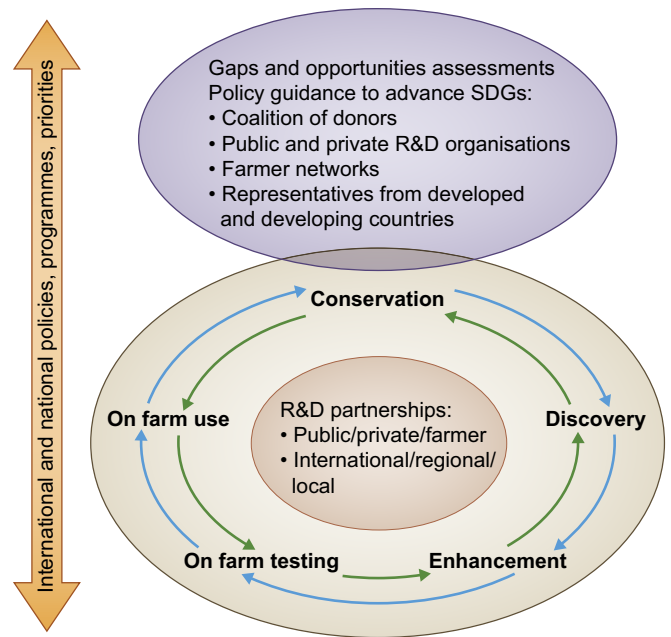 International and national policies, programmes, priorities
Gaps and opportunities assessments
Policy guidance to advance SDGs:
• Coalition of donors
• Public and private R&D organisations
• Farmer networks
• Representatives from developed
and developing countries
Conservation
On farm use
R&D partnerships:
• Public/private/farmer
• International/regional/
local
Discovery
On farm testing
Enhancement